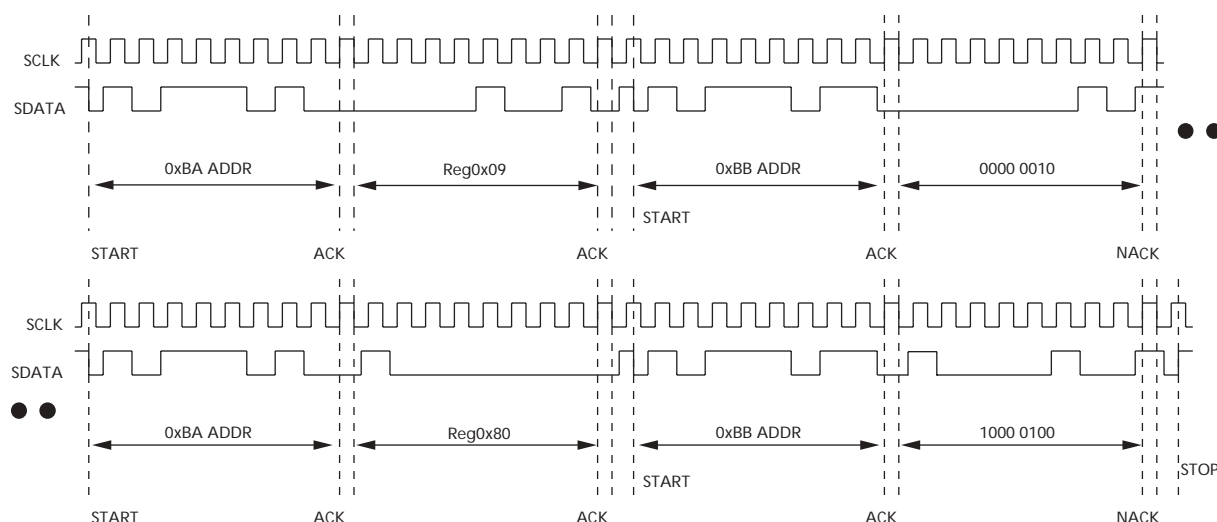 SCLK
SDATA
0xBA ADDR
Reg0x09
0xBB ADDR
0000 0010
START
START
ACK
ACK
ACK
NACK
SCLK
SDATA
0xBA ADDR
Reg0x80
0xBB ADDR
1000 0100
START
STOP
START
ACK
ACK
ACK
NACK